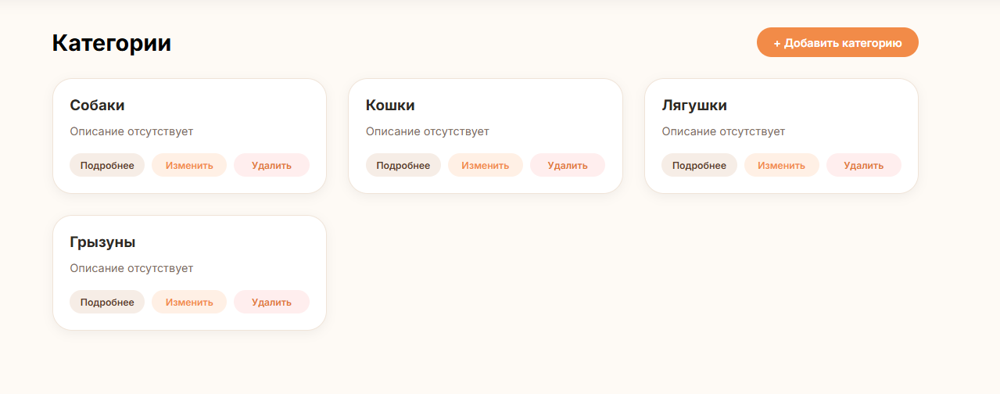 Категории
+ Добавить категорию
Собаки
Описание отсутствует
Подробнее Изменить Удалить
Кошки
Описание отсутствует
Подробнее Изменить Удалить
Лягушки
Описание отсутствует
Подробнее Изменить Удалить
Грызуны
Описание отсутствует
Подробнее Изменить Удалить